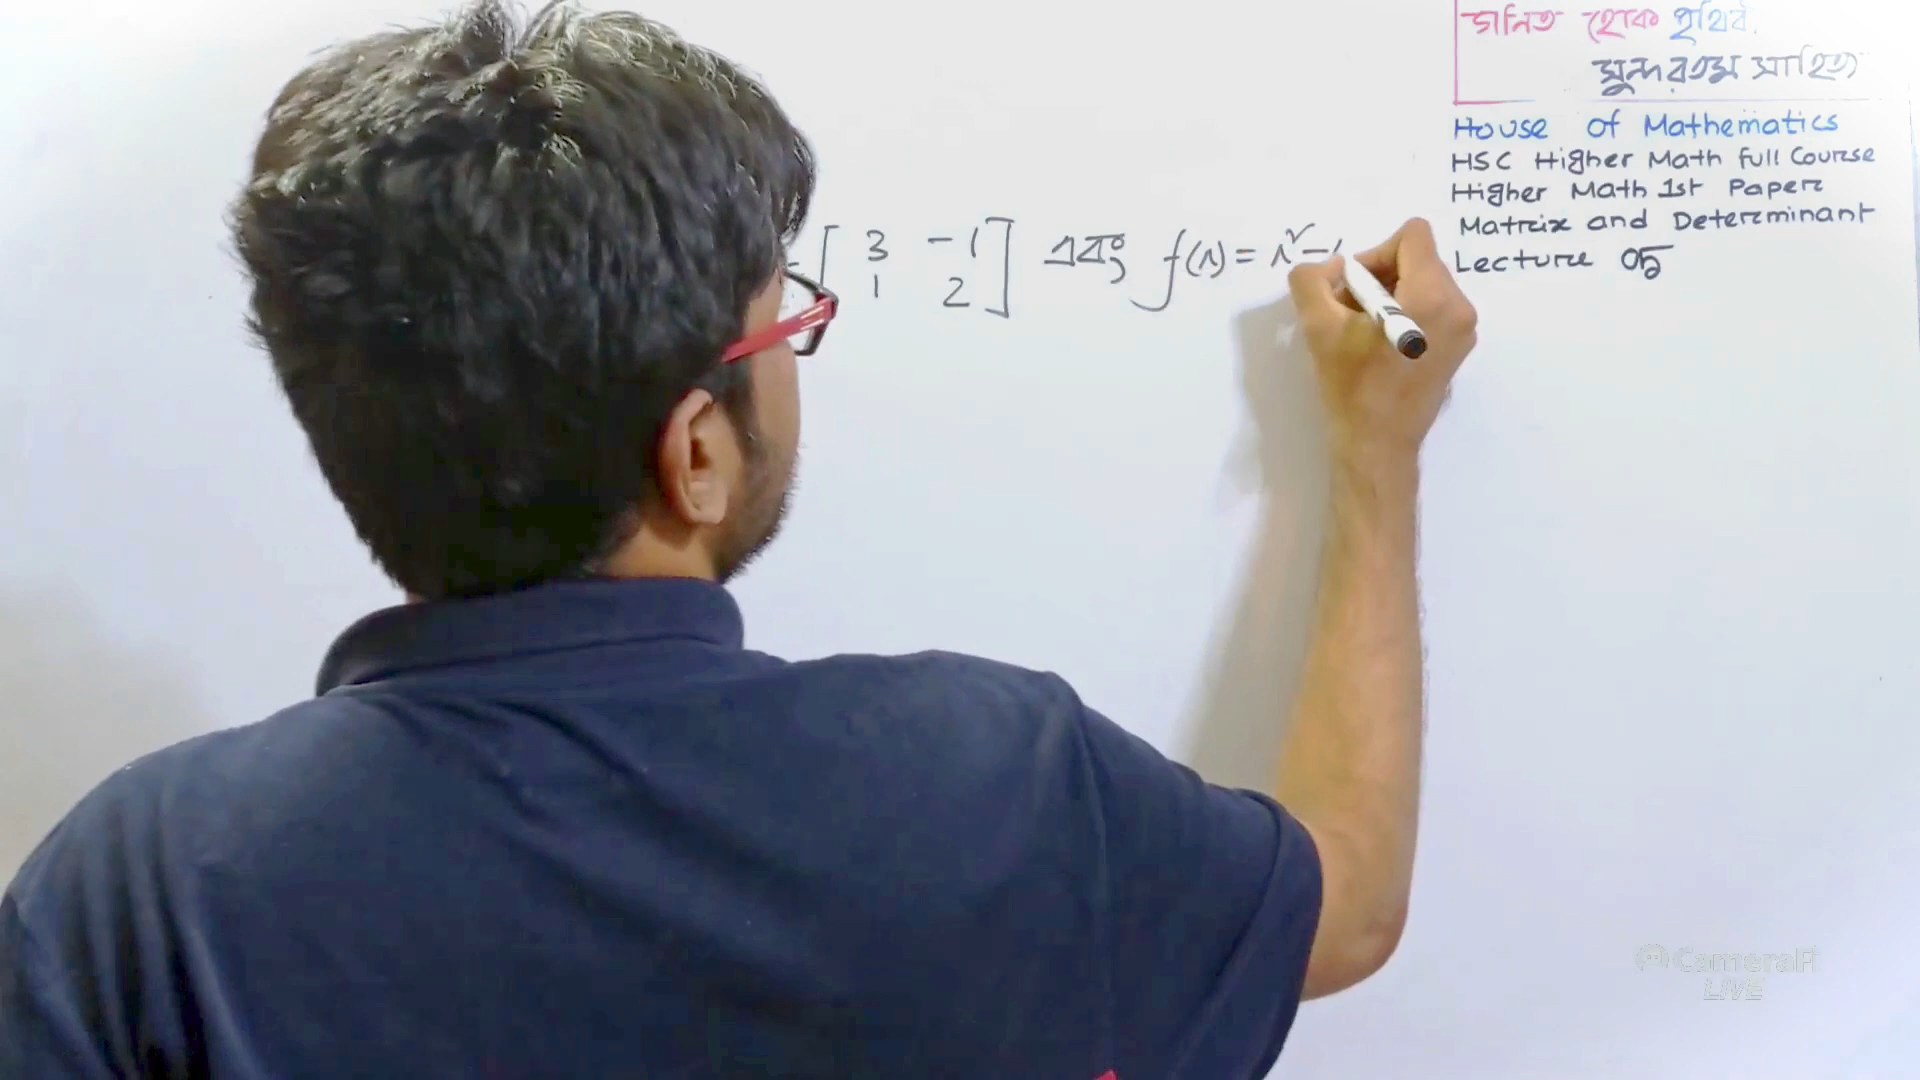 গনিত হোক পৃথিবী
সুন্দরতম সাহিত্য
House of Mathematics
HSC Higher Math full Course
Higher Math 1st Paper
Matrix and Determinant
Lecture 05
= [ 3 -1 ] এবং f(x) = x² -
1 2
CameraFi
LIVE